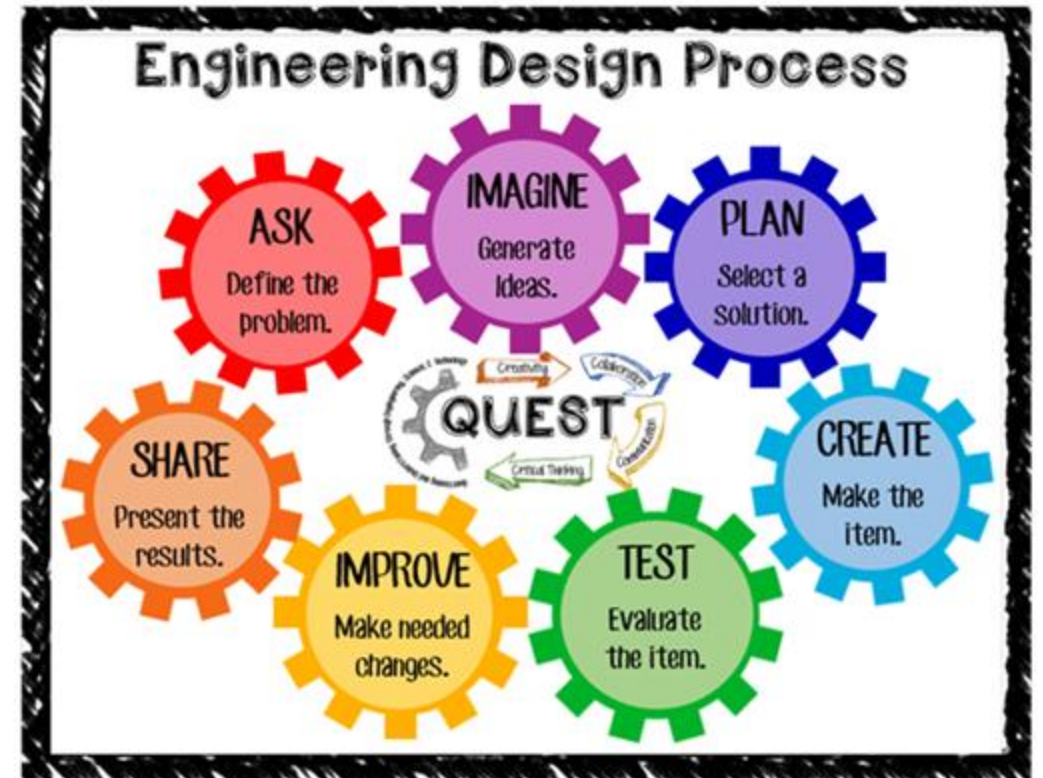 Engineering Design Process
ASK
Define the
problem.
IMAGINE
Generate
Ideas.
PLAN
Select a
solution.
CREATE
Make the
item.
TEST
Evaluate
the item.
IMPROVE
Make needed
changes.
SHARE
Present the
results.
QUEST
Creativity
Collaboration
Communication
Critical Thinking